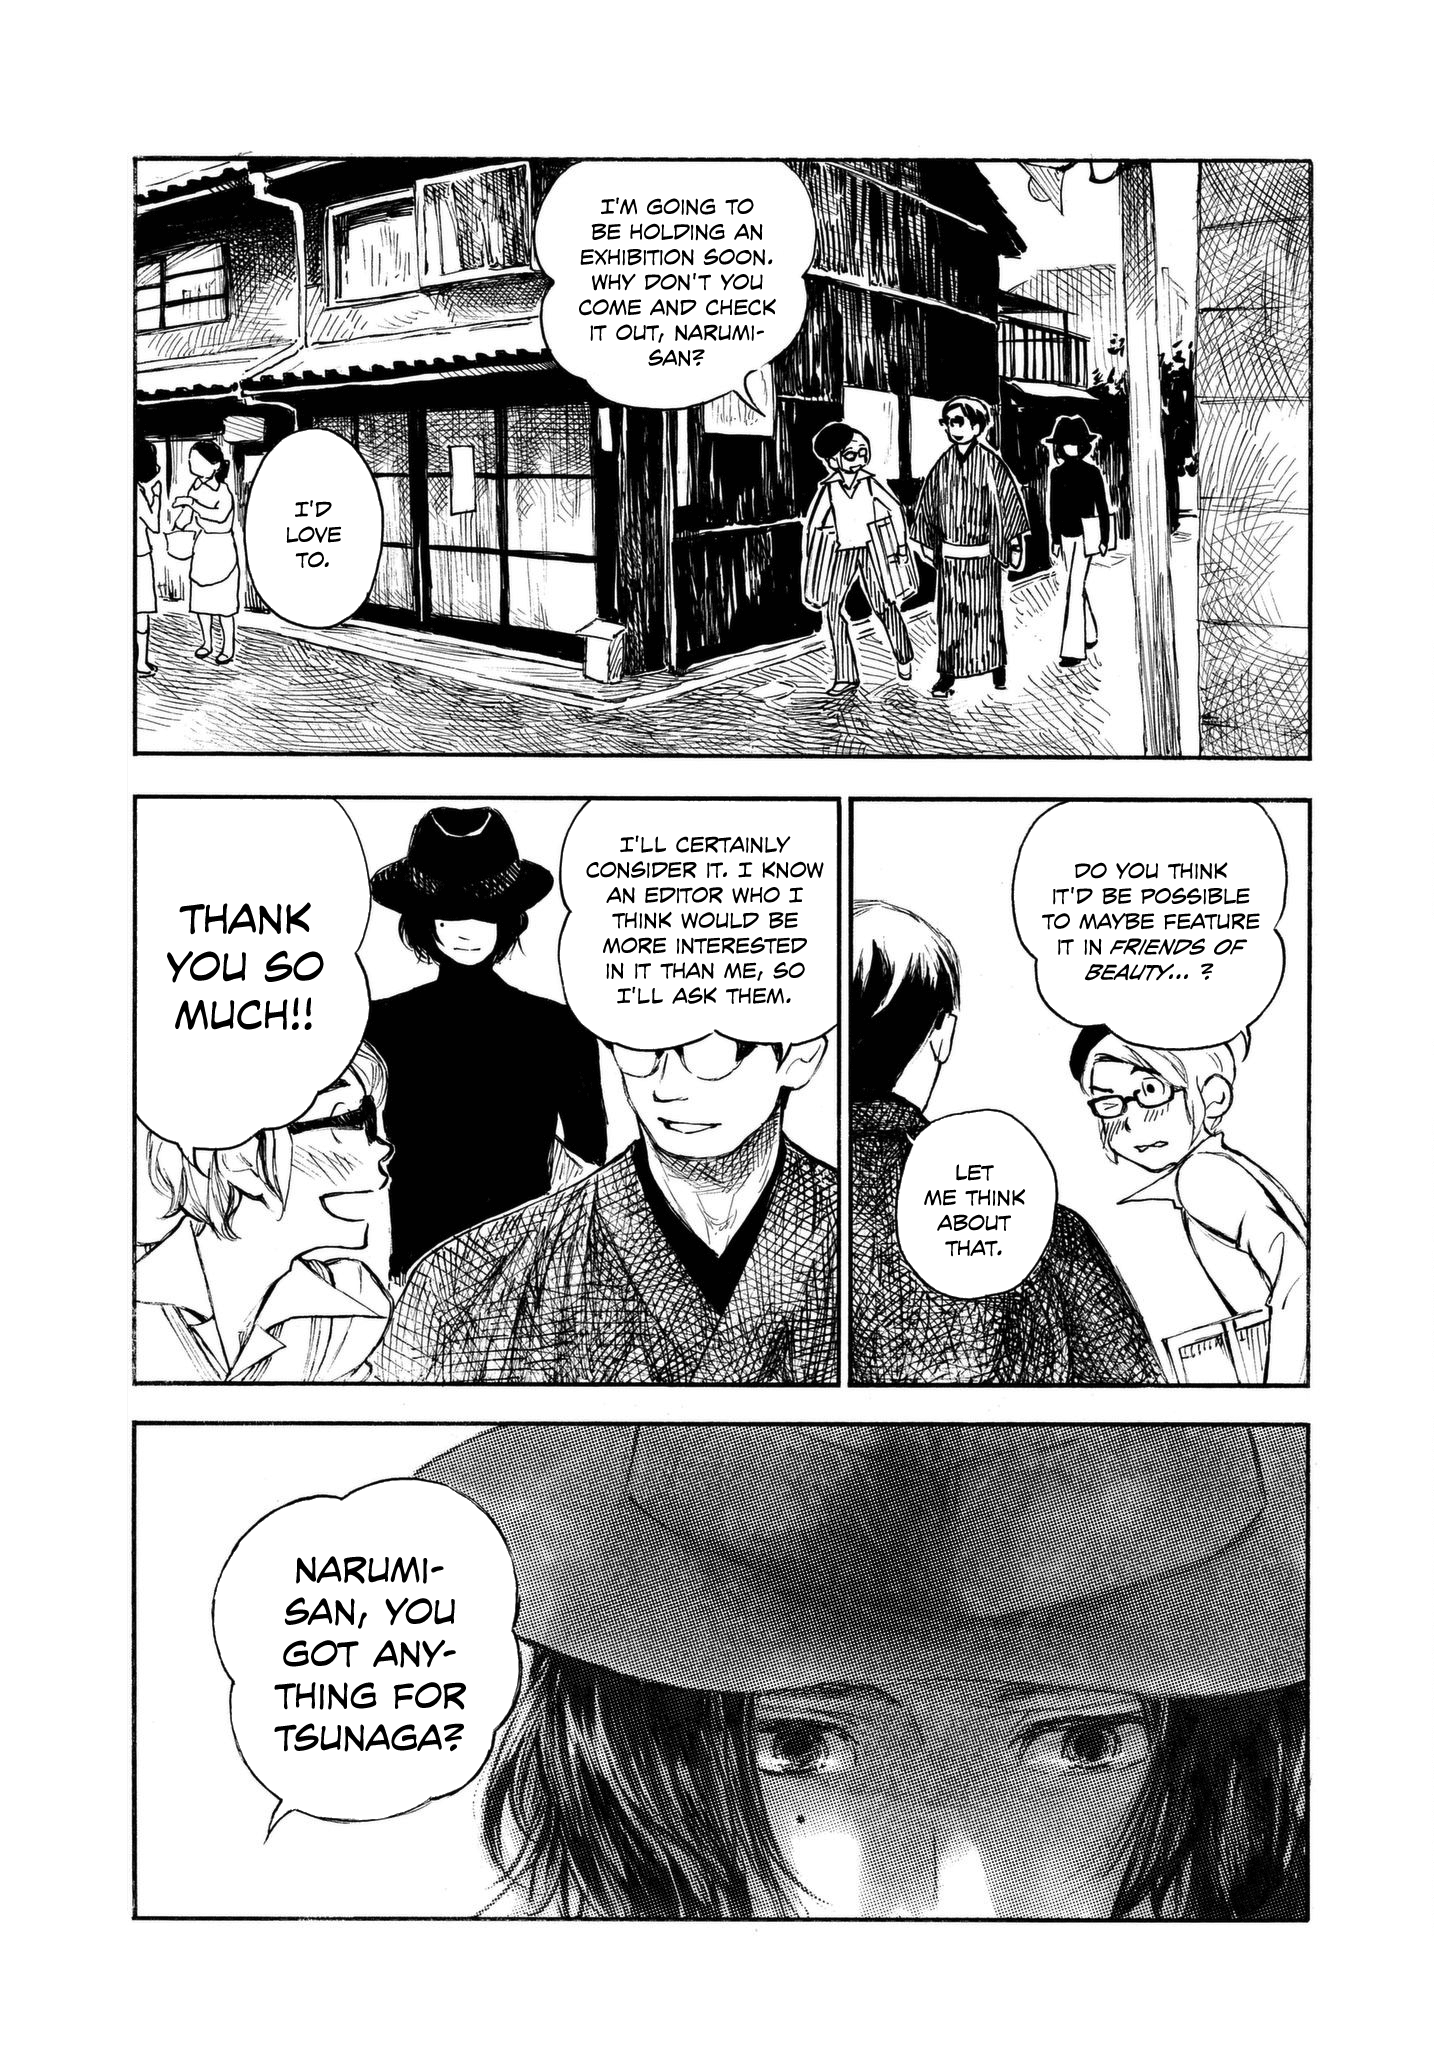 I'M GOING TO
BE HOLDING AN
EXHIBITION SOON.
WHY DON'T YOU
COME AND CHECK
IT OUT, NARUMI-
SAN?
I'D
LOVE
TO.
DO YOU THINK
IT'D BE POSSIBLE
TO MAYBE FEATURE
IT IN FRIENDS OF
BEAUTY... ?
LET
ME THINK
ABOUT
THAT.
I'LL CERTAINLY
CONSIDER IT. I KNOW
AN EDITOR WHO I
THINK WOULD BE
MORE INTERESTED
IN IT THAN ME, SO
I'LL ASK THEM.
THANK
YOU SO
MUCH!!
NARUMI-
SAN, YOU
GOT ANY-
THING FOR
TSUNAGA?